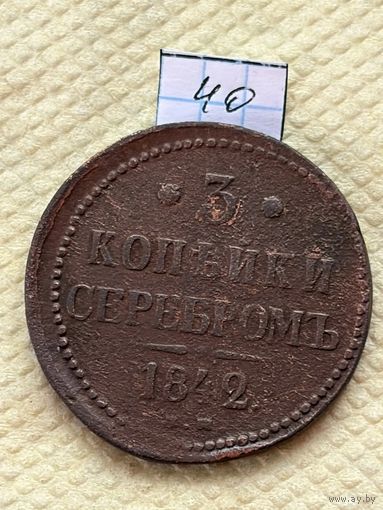 40
· 3 ·
КОПѢЙКИ
СЕРЕБРОМЪ
1842.
www.ay.by